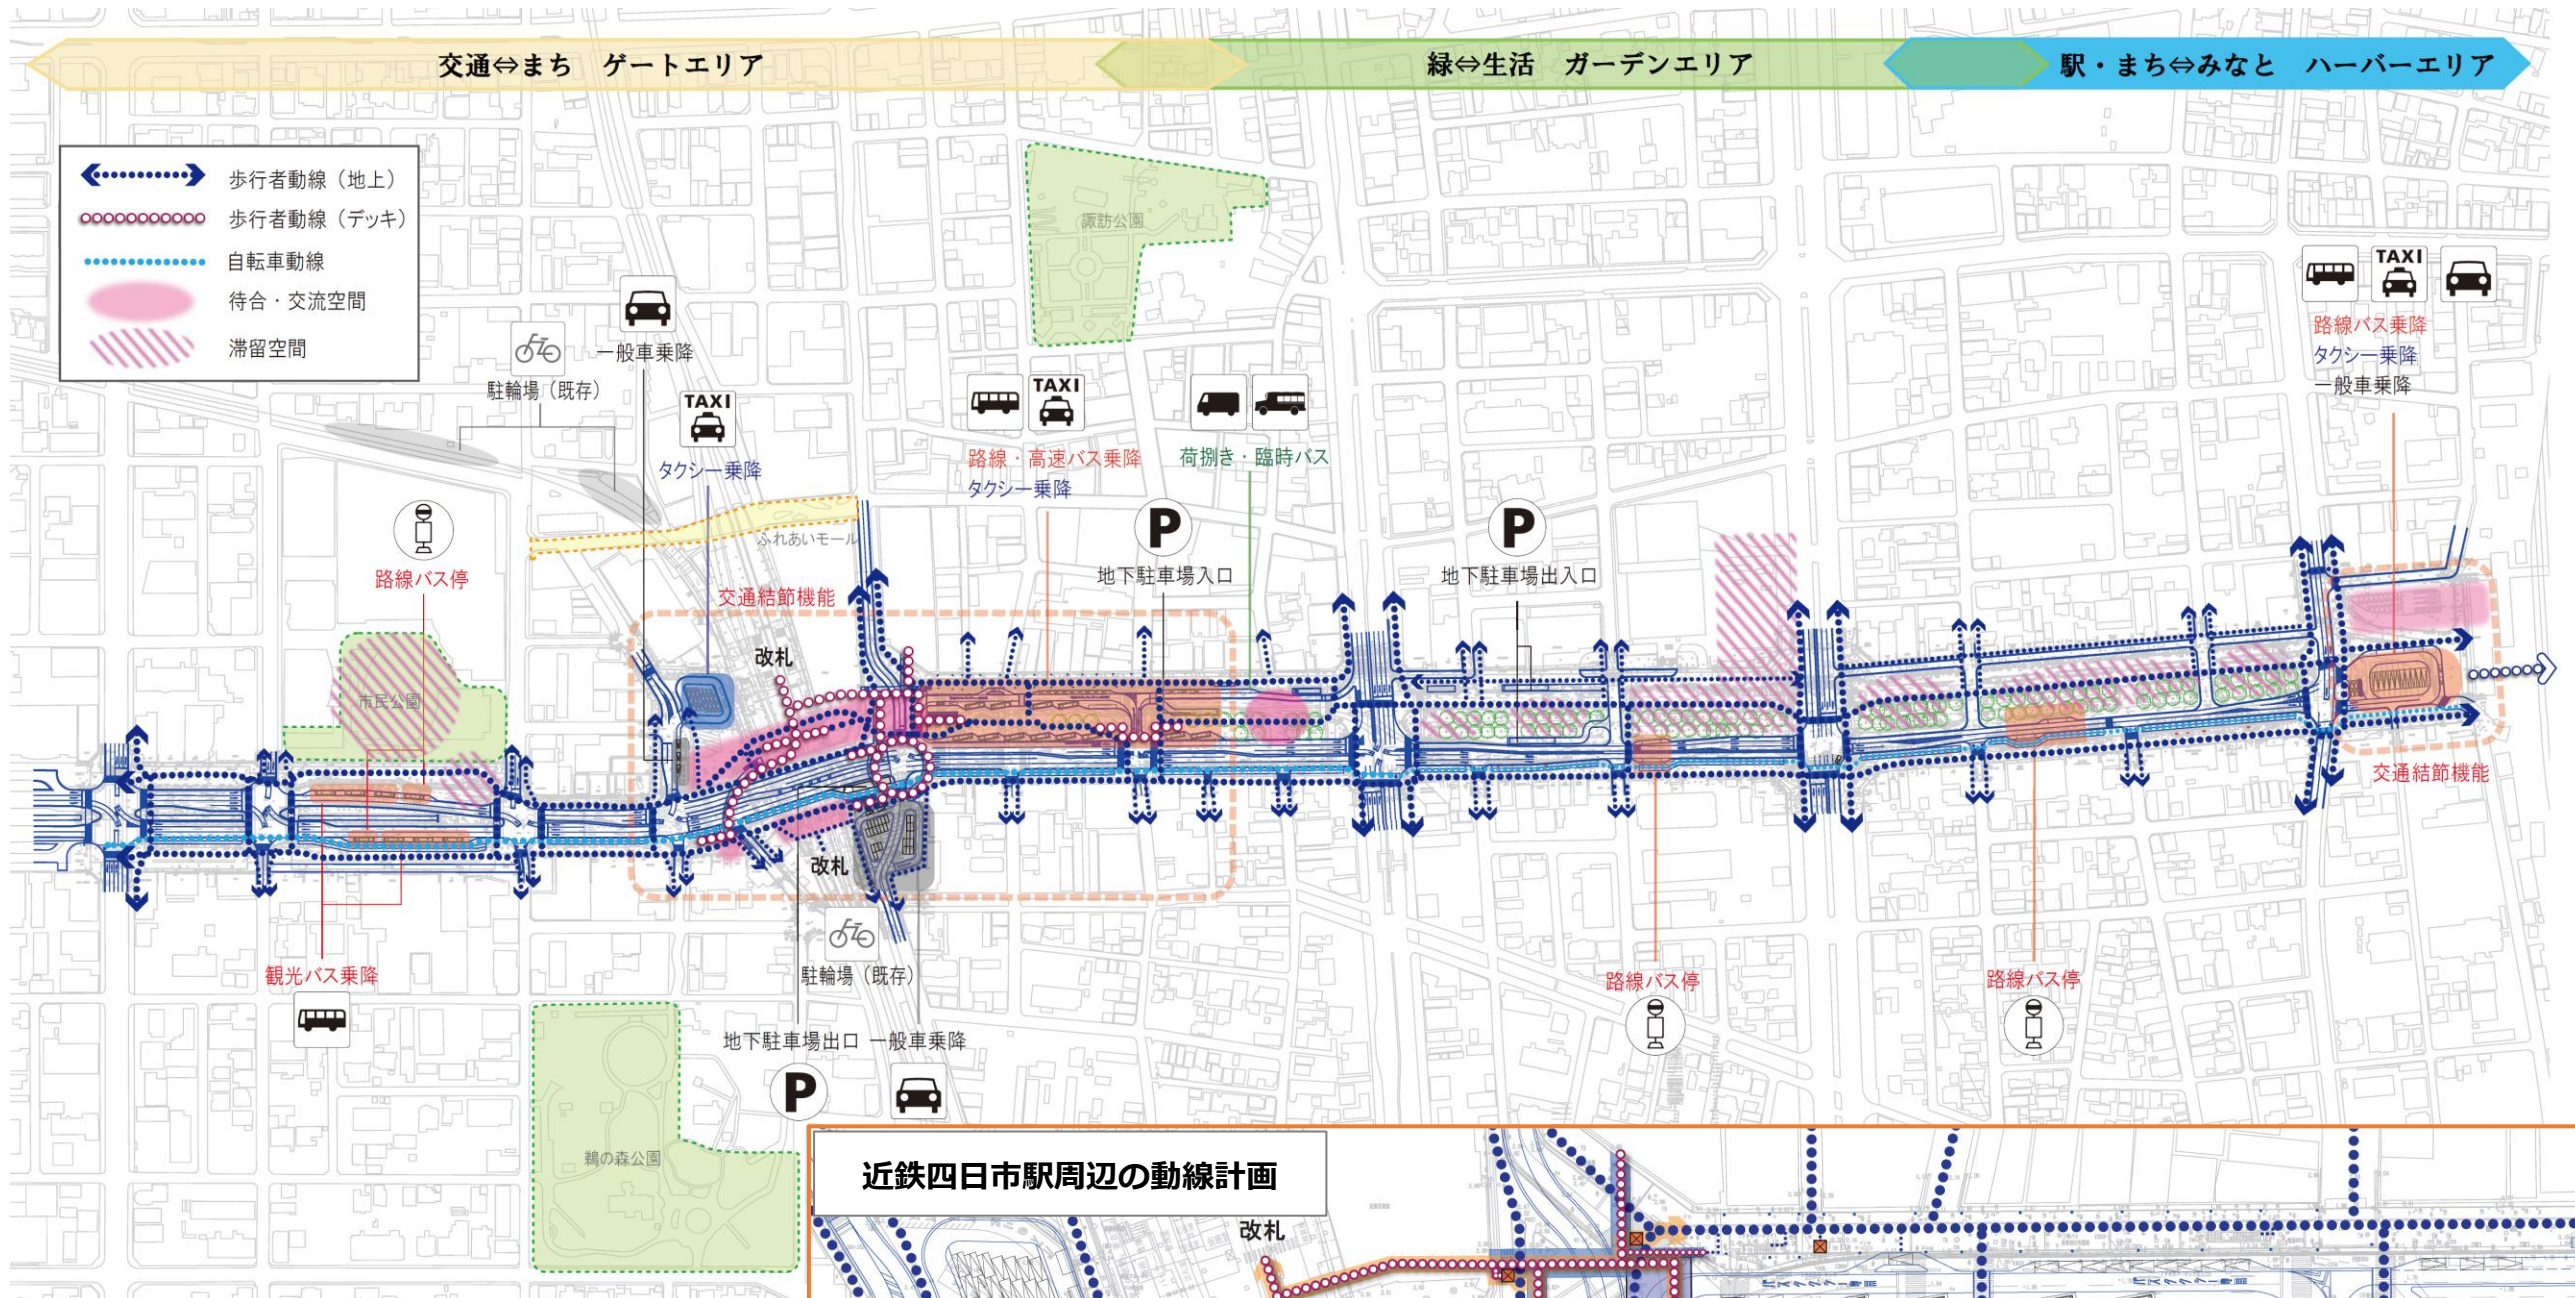 交通⇔まち ゲートエリア
緑⇔生活 ガーデンエリア
駅・まち⇔みなと ハーバーエリア
歩行者動線（地上）
歩行者動線（デッキ）
自転車動線
待合・交流空間
滞留空間
諏訪公園
駐輪場（既存）
一般車乗降
TAXI
タクシー乗降
TAXI
路線・高速バス乗降
タクシー乗降
荷捌き・臨時バス
TAXI
路線バス乗降
タクシー乗降
一般車乗降
路線バス停
ふれあいモール
P
地下駐車場入口
P
地下駐車場出入口
交通結節機能
改札
市民公園
交通結節機能
改札
観光バス乗降
駐輪場（既存）
路線バス停
路線バス停
地下駐車場出口
一般車乗降
P
鵜の森公園
近鉄四日市駅周辺の動線計画
改札